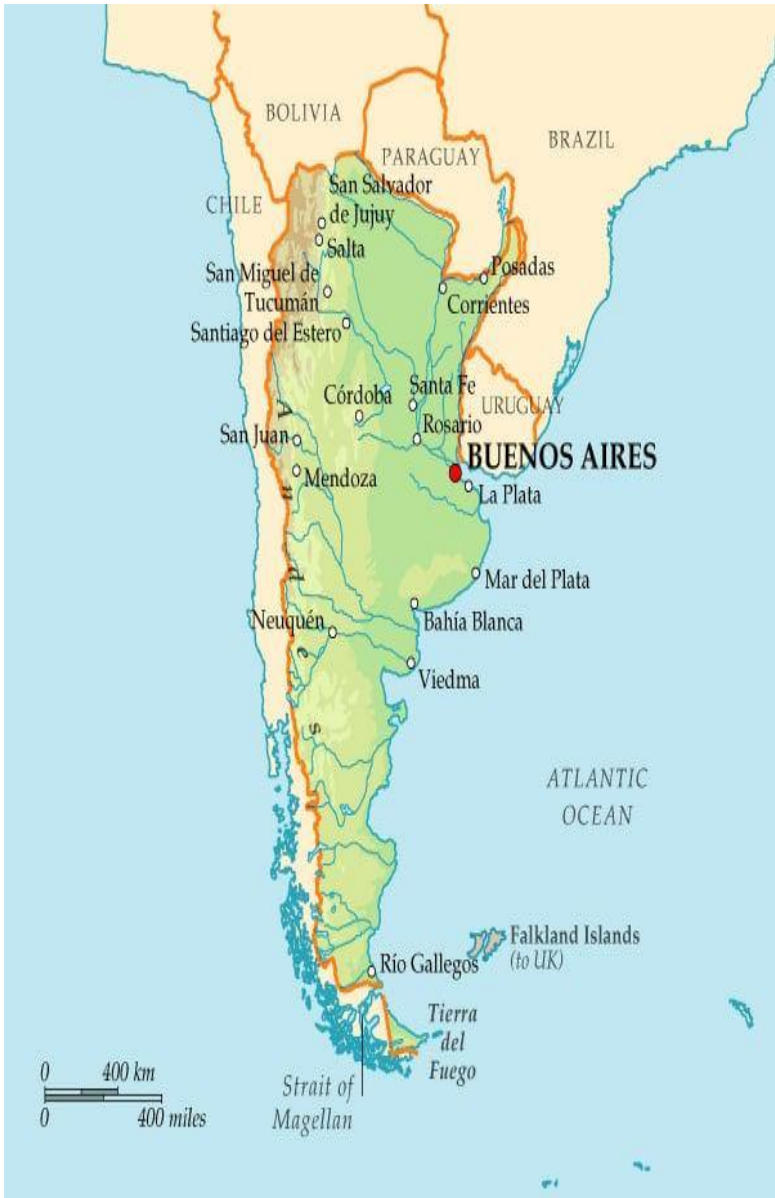 BOLIVIA
PARAGUAY
BRAZIL
CHILE
San Salvador
de Jujuy
Salta
San Miguel de
Tucumán
Santiago del Estero
Posadas
Corrientes
Córdoba
Santa Fe
URUGUAY
Rosario
San Juan
Mendoza
BUENOS AIRES
La Plata
Andes
Mar del Plata
Bahía Blanca
Neuquén
Viedma
ATLANTIC
OCEAN
Falkland Islands
(to UK)
Río Gallegos
Tierra
del
Fuego
Strait of
Magellan
0 400 km
0 400 miles